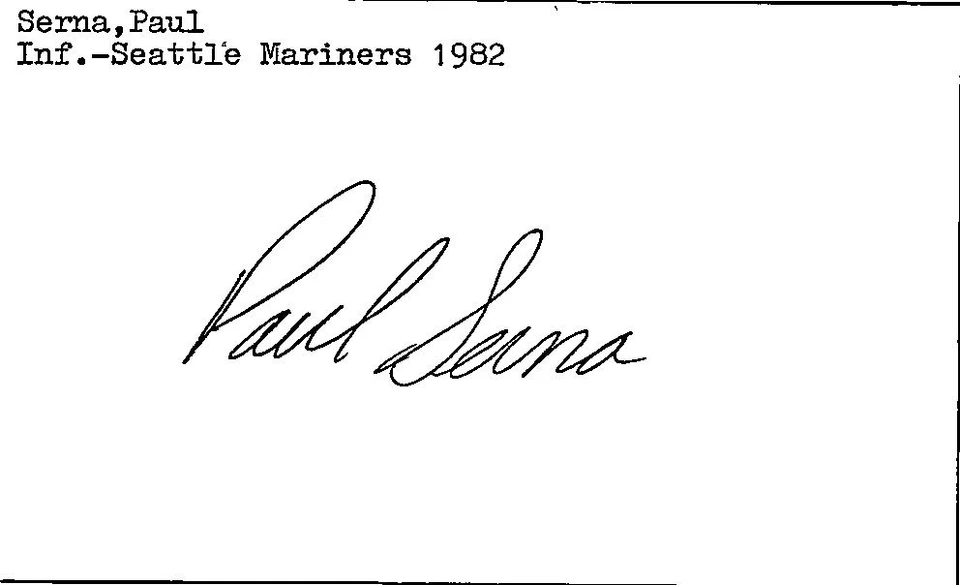 Serna,Paul
Inf.-Seattle Mariners 1982
Paul Serna